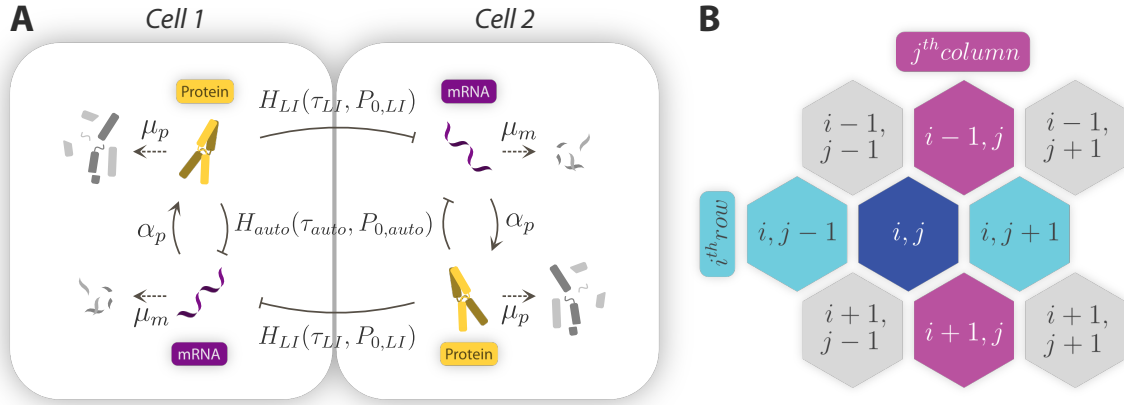 A
Cell 1
Cell 2
Protein
mRNA
H_{LI}(τ_{LI}, P_{0,LI})
μ_p
μ_m
α_p
H_{auto}(τ_{auto}, P_{0,auto})
α_p
μ_m
μ_p
H_{LI}(τ_{LI}, P_{0,LI})
mRNA
Protein
B
j^{th}column
i − 1,
j − 1
i − 1, j
i − 1,
j + 1
i^{th}row
i, j − 1
i, j
i, j + 1
i + 1,
j − 1
i + 1, j
i + 1,
j + 1